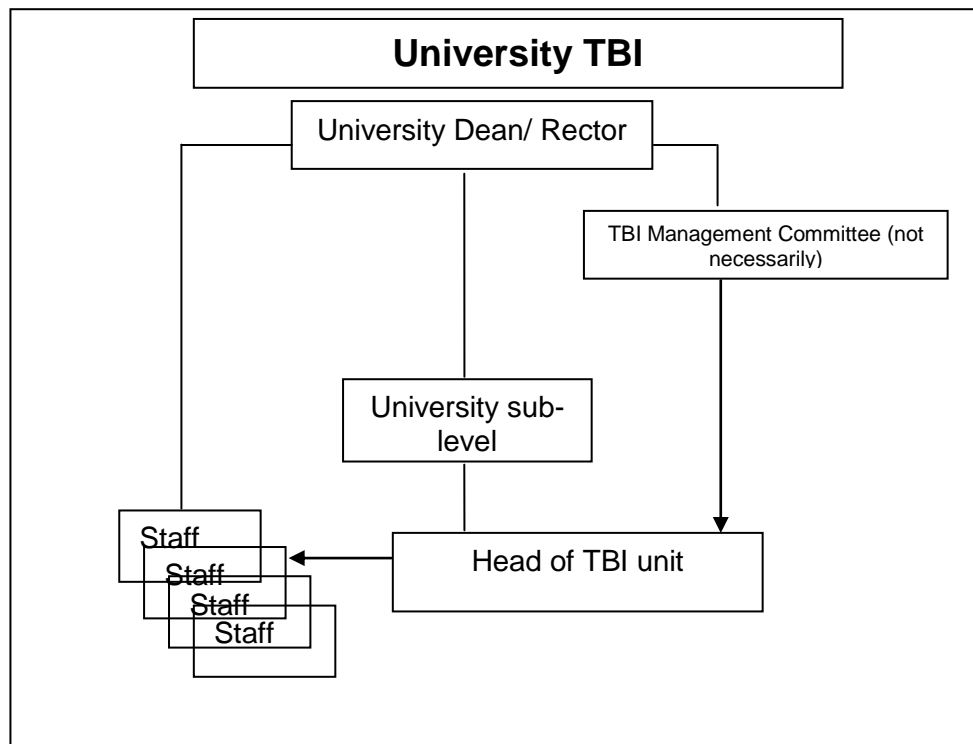 University TBI
University Dean/ Rector
TBI Management Committee (not
necessarily)
University sub-
level
Staff
Staff
Staff
Staff
Head of TBI unit